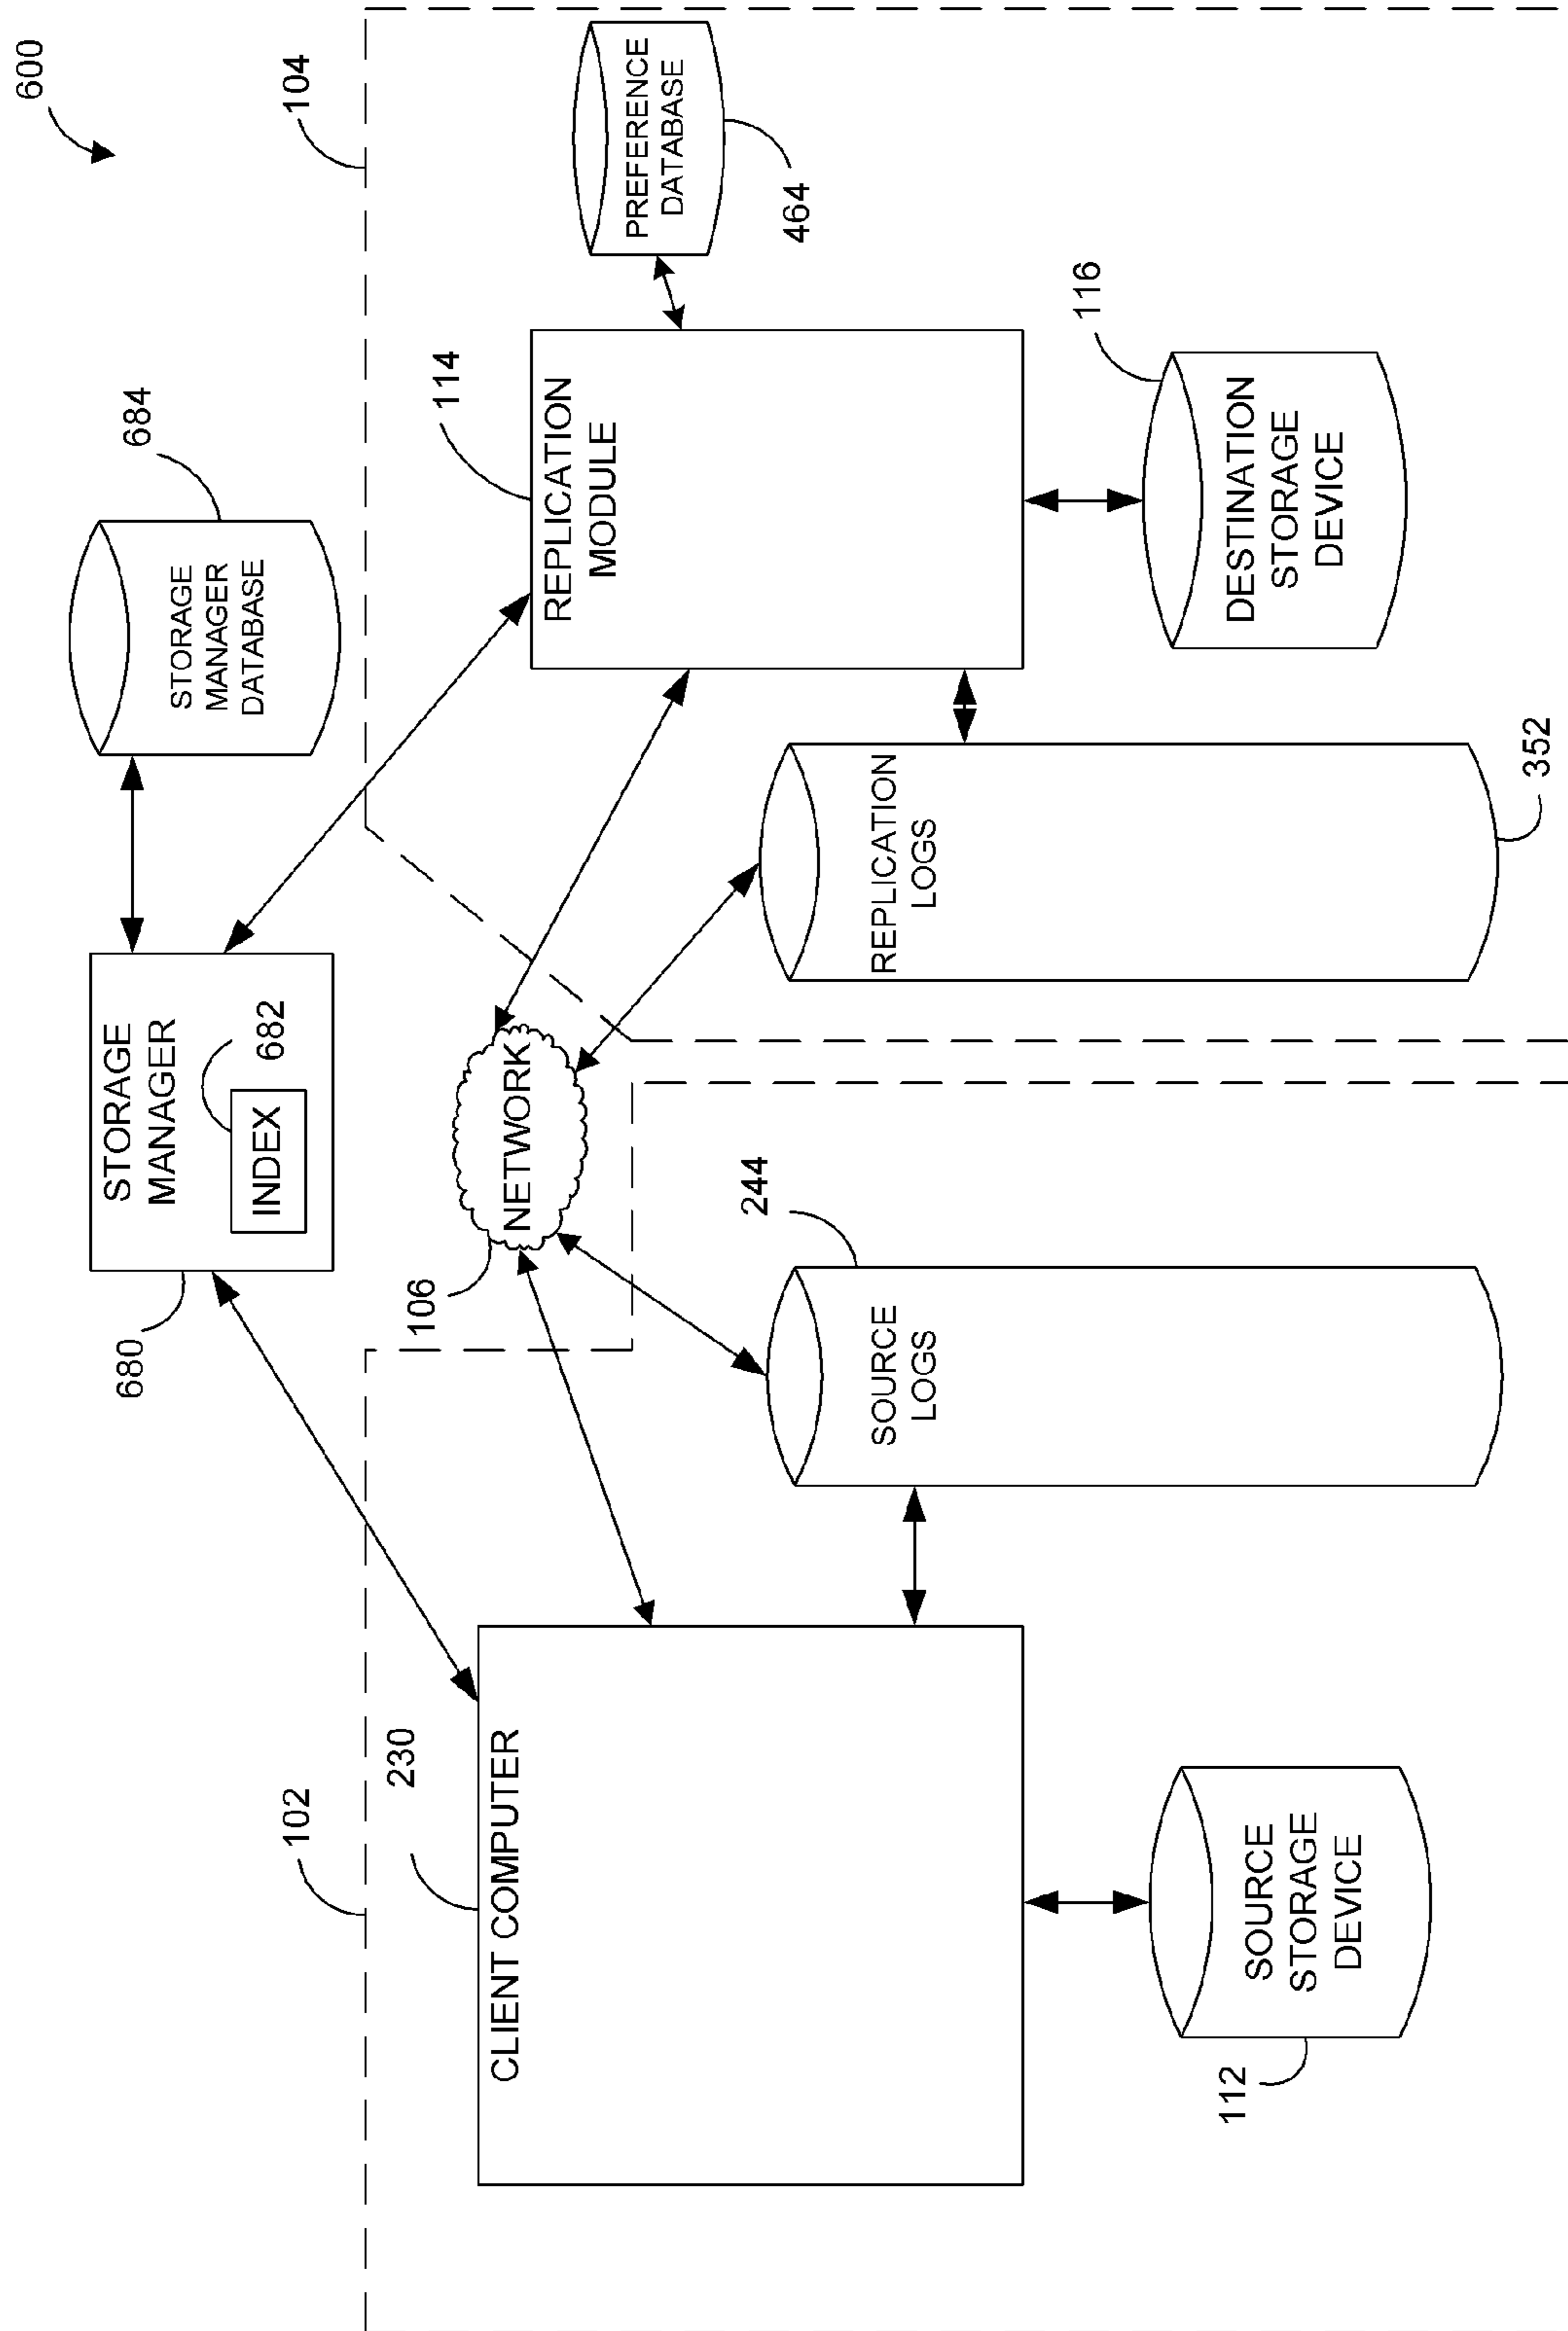 600
STORAGE
MANAGER
DATABASE
684
STORAGE
MANAGER
INDEX
682
680
102
104
NETWORK
106
CLIENT COMPUTER
230
SOURCE
LOGS
244
SOURCE
STORAGE
DEVICE
112
REPLICATION
MODULE
114
PREFERENCE
DATABASE
464
REPLICATION
LOGS
352
DESTINATION
STORAGE
DEVICE
116